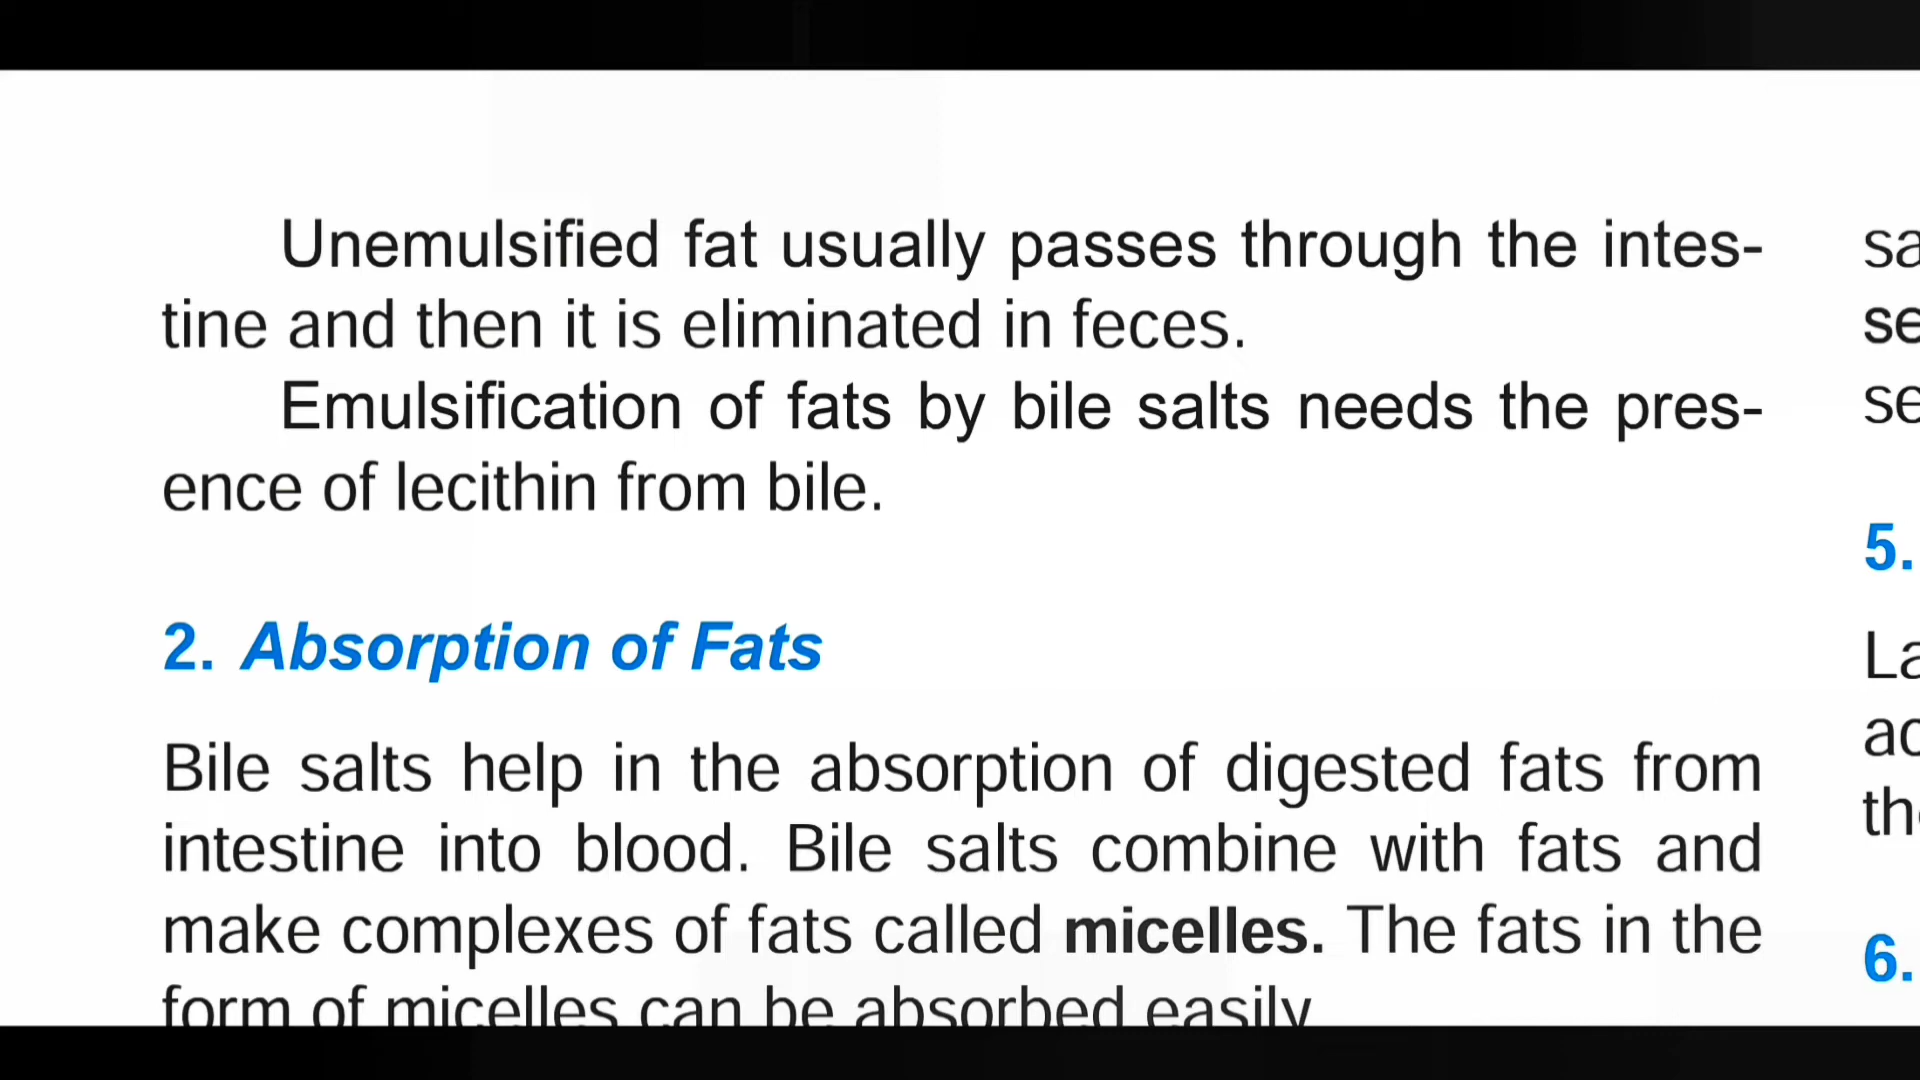 Unemulsified fat usually passes through the intes-
tine and then it is eliminated in feces.
Emulsification of fats by bile salts needs the pres-
ence of lecithin from bile.
2. Absorption of Fats
Bile salts help in the absorption of digested fats from
intestine into blood. Bile salts combine with fats and
make complexes of fats called micelles. The fats in the
form of micelles can be absorbed easily
5.
6.